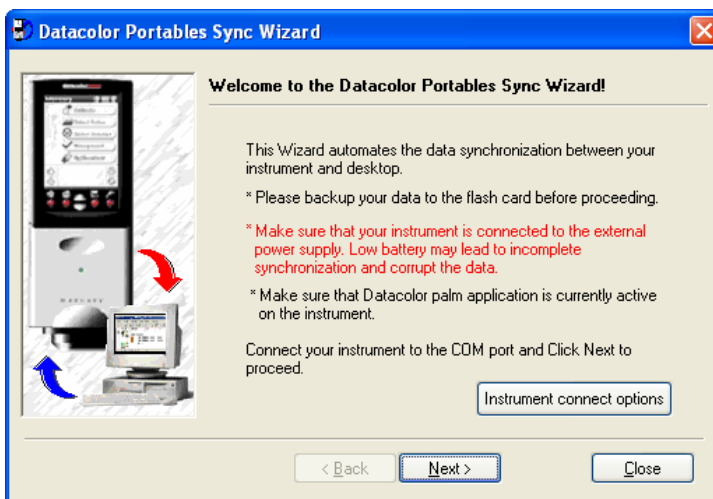 Datacolor Portables Sync Wizard
Welcome to the Datacolor Portables Sync Wizard!
This Wizard automates the data synchronization between your
instrument and desktop.
* Please backup your data to the flash card before proceeding.
* Make sure that your instrument is connected to the external
power supply. Low battery may lead to incomplete
synchronization and corrupt the data.
* Make sure that Datacolor palm application is currently active
on the instrument.
Connect your instrument to the COM port and Click Next to
proceed.
Instrument connect options
< Back
Next >
Close